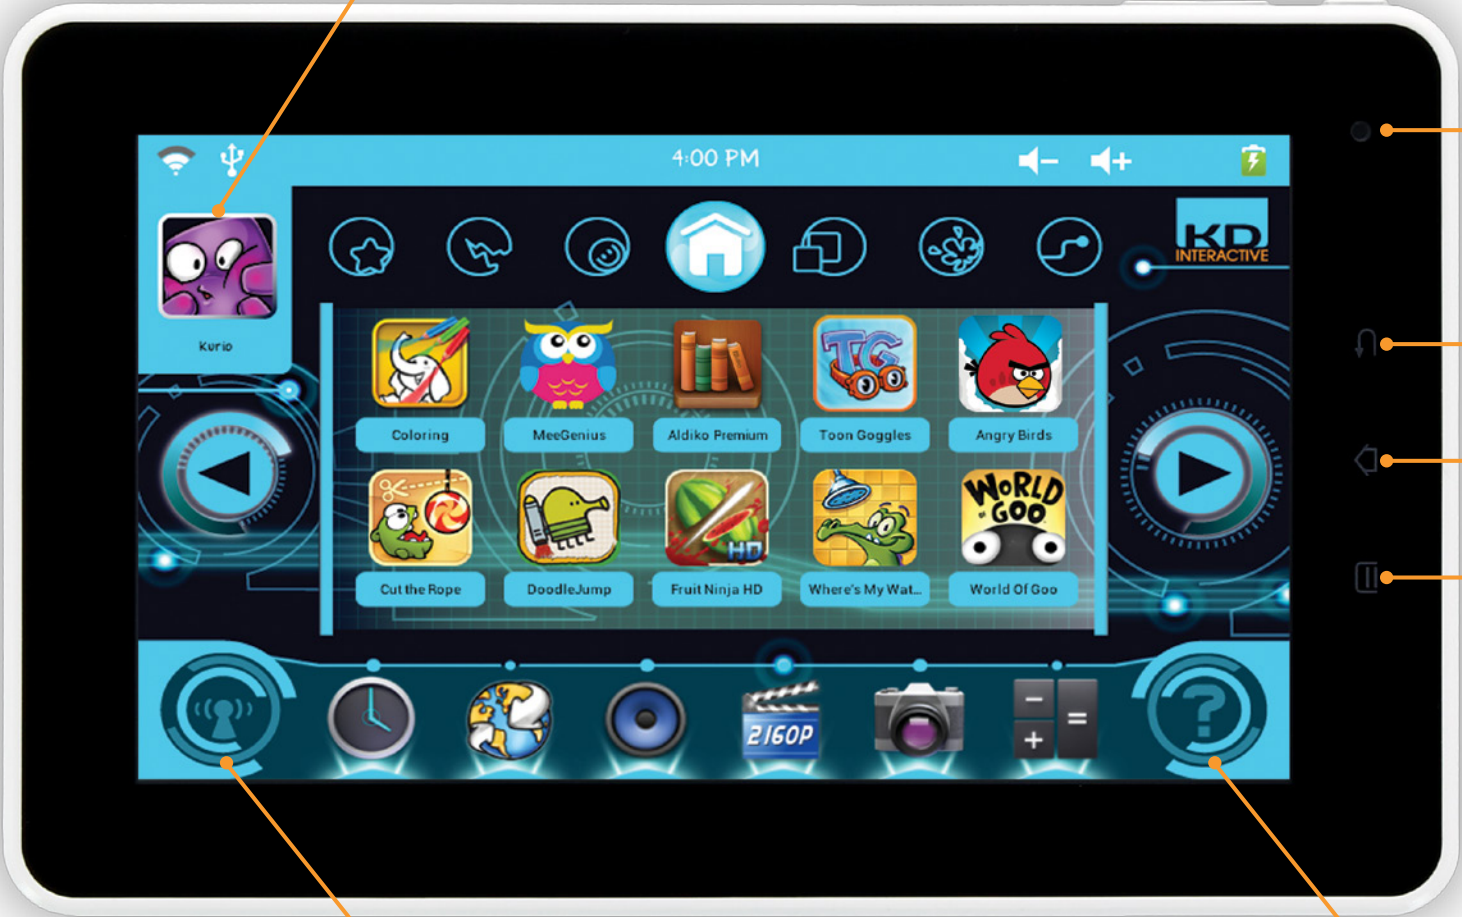 4:00 PM
KD
INTERACTIVE
Kurio
TG
Coloring
MeeGenius
Aldiko Premium
Toon Goggles
Angry Birds
HD
WORLD
OF
GOO
Cut the Rope
DoodleJump
Fruit Ninja HD
Where's My Wat...
World Of Goo
2160P